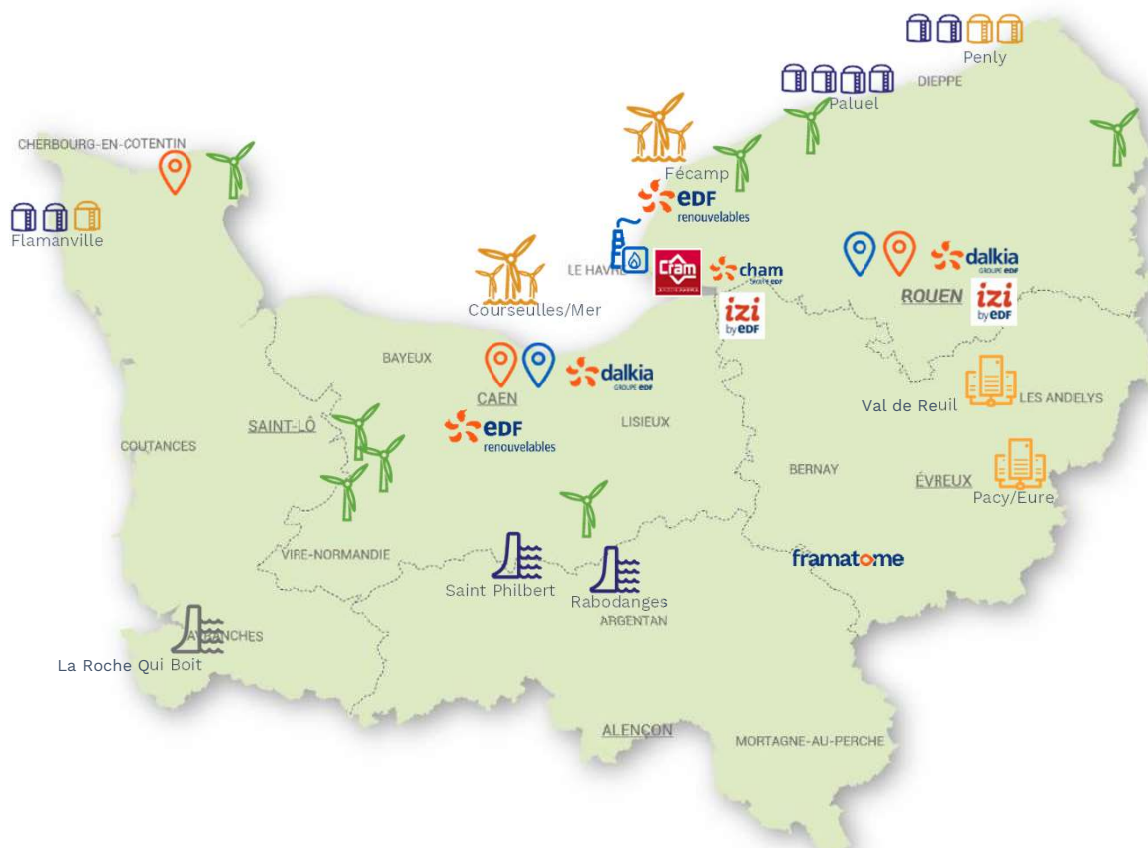 Penly
DIEPPE
Paluel
CHERBOURG-EN-COTENTIN
Fécamp
eDF
renouvelables
Flamanville
LE HAVRE
Cram
cham
dalkia
GROUPE eDF
ROUEN
izi
by eDF
izi
by eDF
Courseulles/Mer
BAYEUX
CAEN
dalkia
GROUPE eDF
Val de Reuil
LES ANDELYS
SAINT-LÔ
eDF
renouvelables
LISIEUX
COUTANCES
BERNAY
ÉVREUX
Pacy/Eure
VIRE-NORMANDIE
framatome
Saint Philbert
Rabodanges
ARGENTAN
AVRANCHES
La Roche Qui Boit
ALENÇON
MORTAGNE-AU-PERCHE